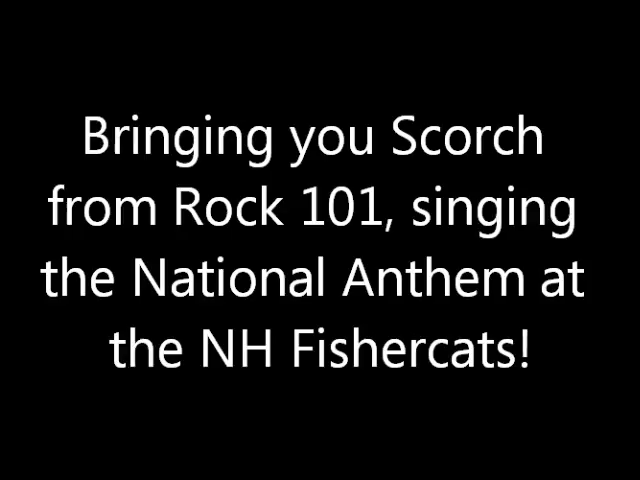 Bringing you Scorch
from Rock 101, singing
the National Anthem at
the NH Fishercats!